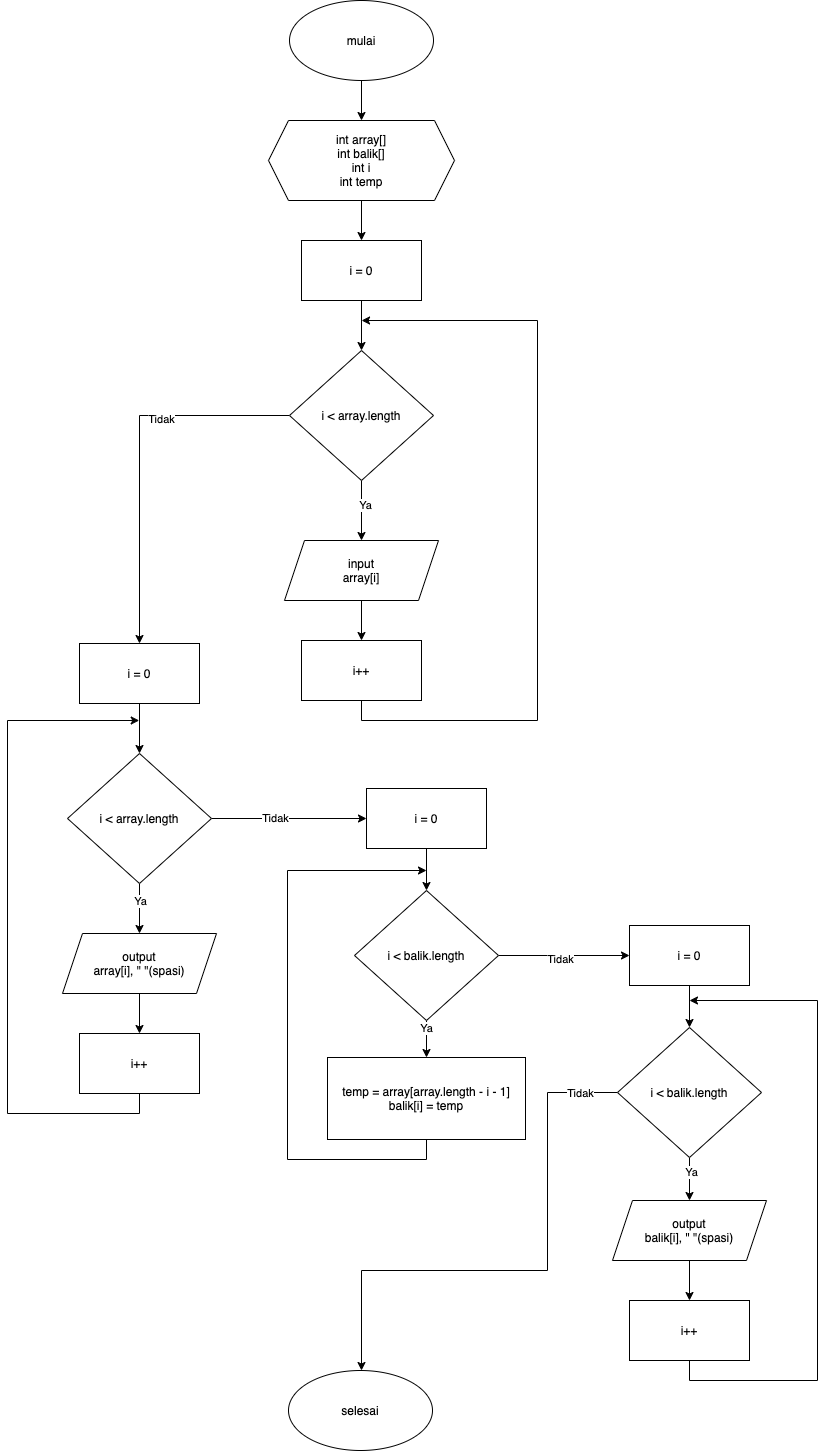 mulai
int array[]
int balik[]
int i
int temp
i = 0
i < array.length
Tidak
Ya
input
array[i]
i++
i = 0
i < array.length
Tidak
Ya
output
array[i], " "(spasi)
i++
i = 0
i < balik.length
Tidak
Ya
temp = array[array.length - i - 1]
balik[i] = temp
i = 0
i < balik.length
Tidak
Ya
output
balik[i], " "(spasi)
i++
selesai